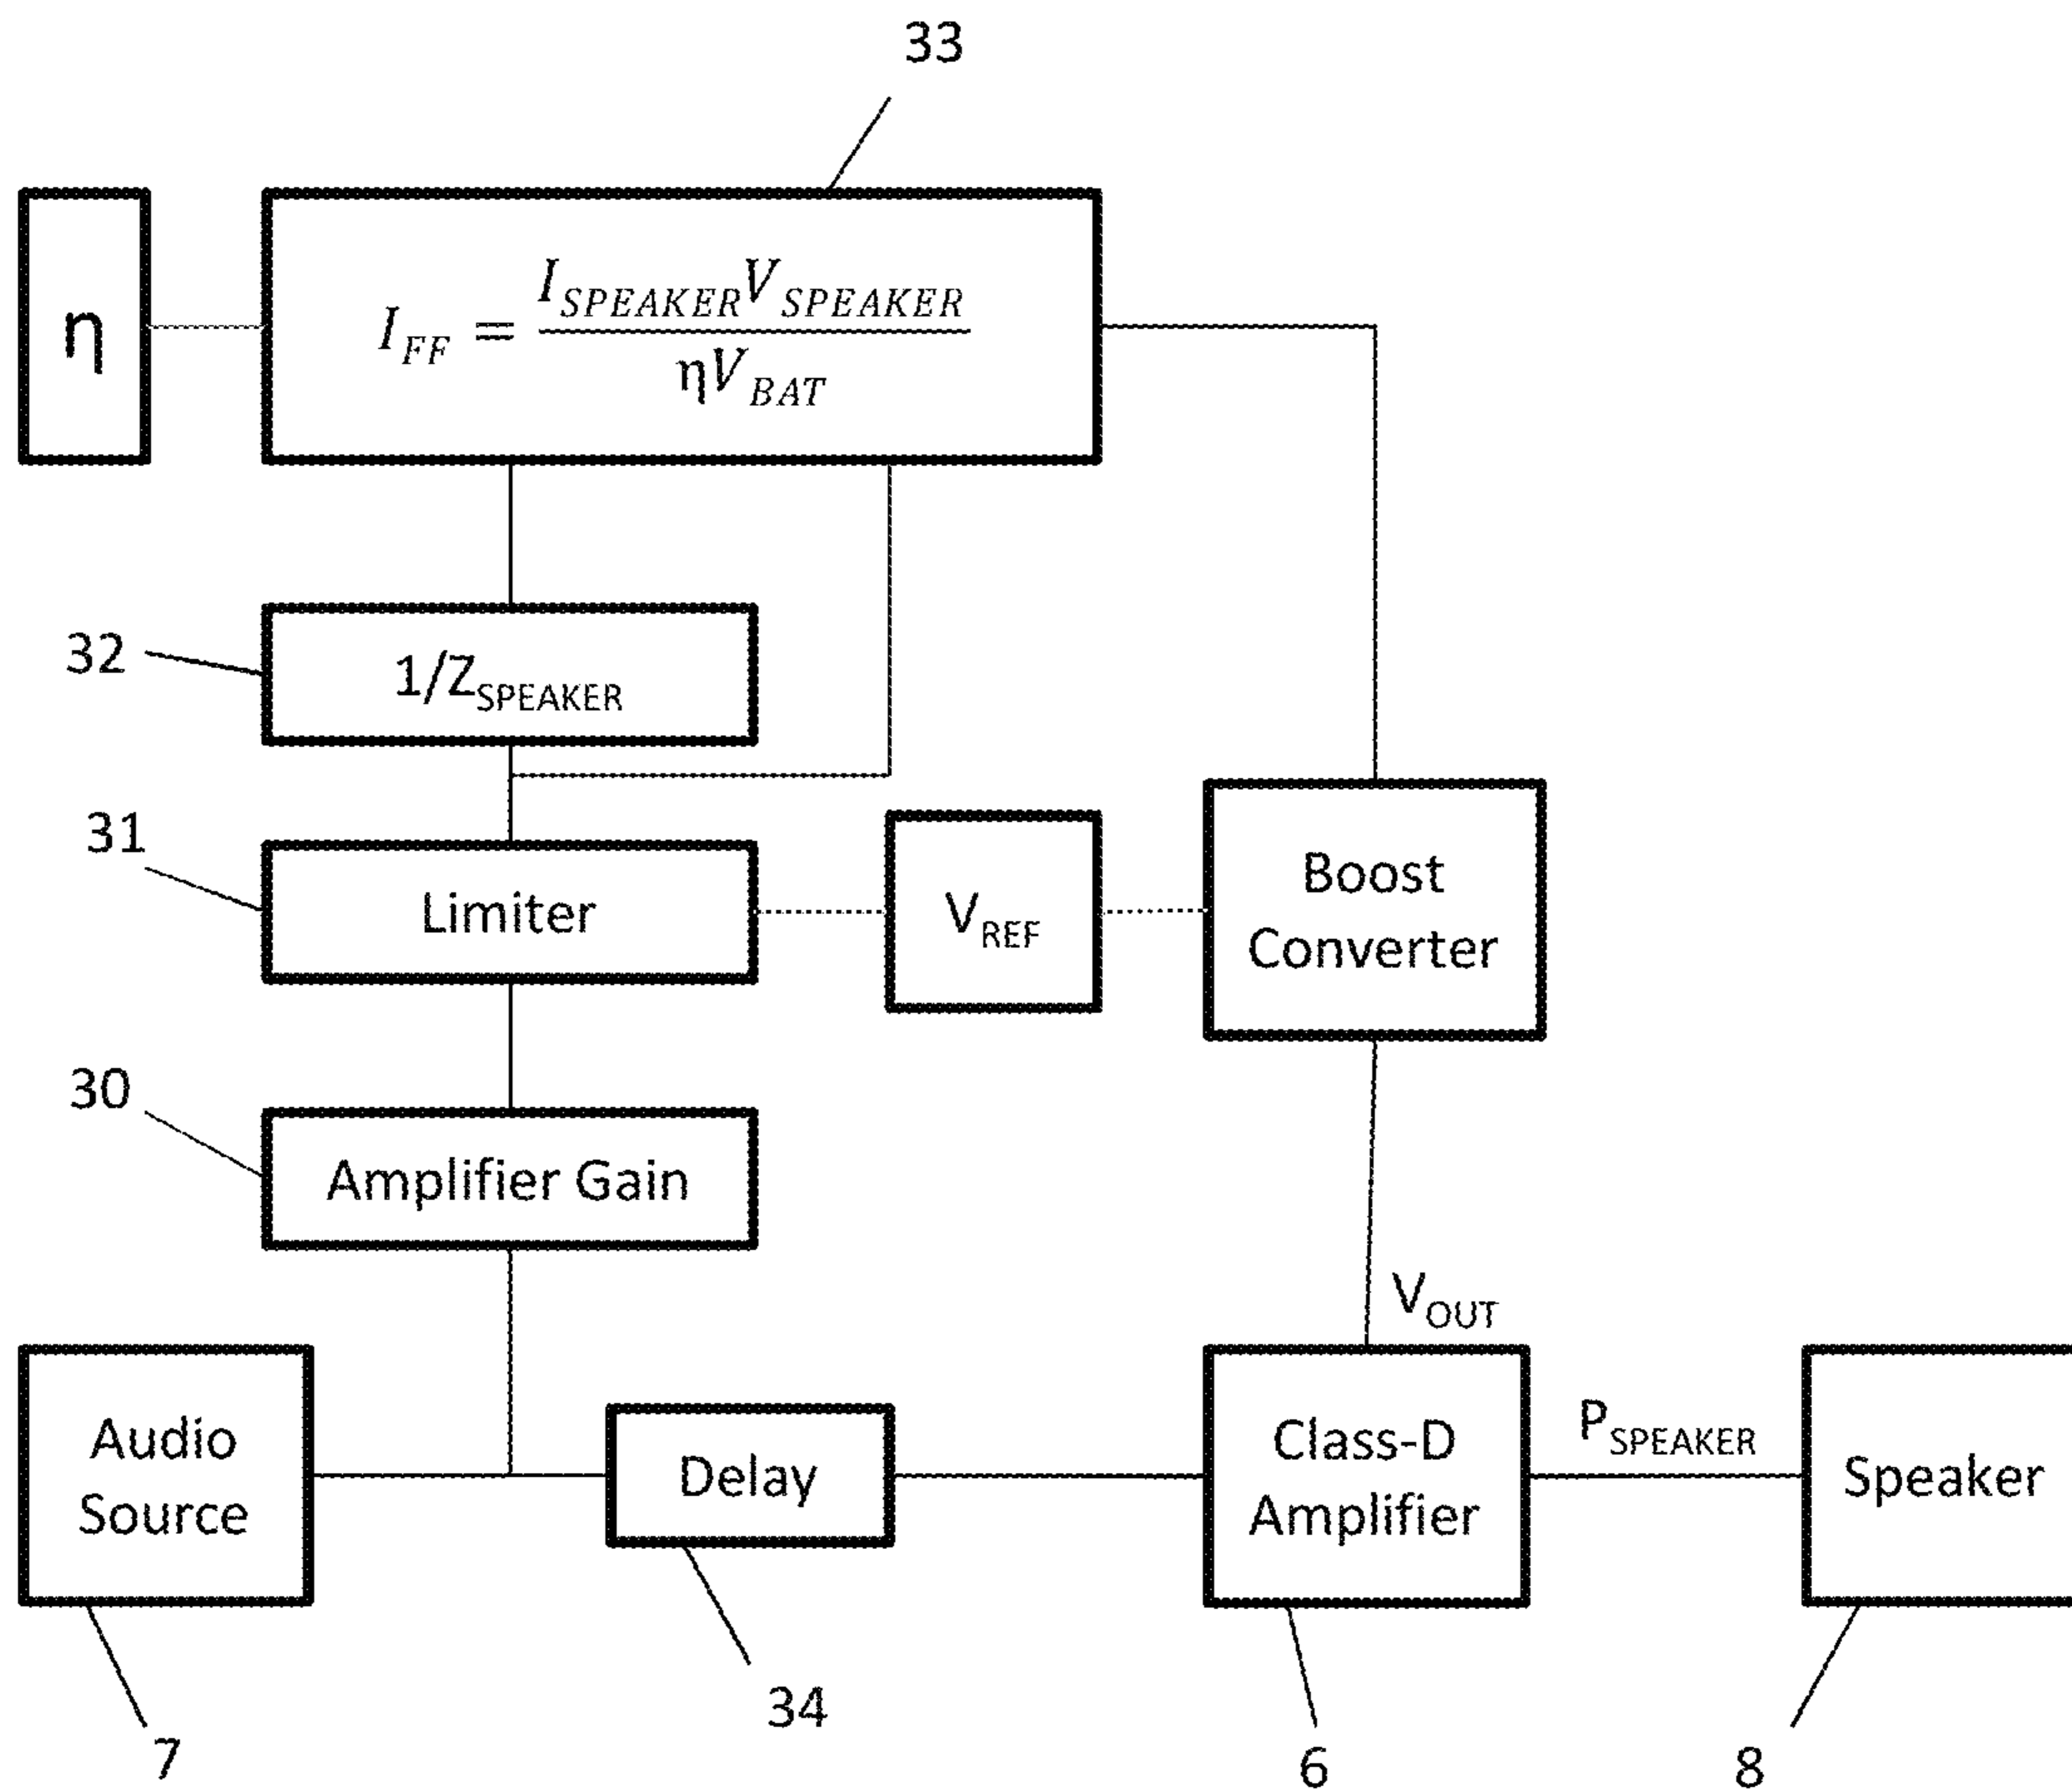 33
η
I_FF = I_SPEAKER V_SPEAKER / ηV_BAT
32
1/Z_SPEAKER
31
Limiter
V_REF
Boost
Converter
30
Amplifier Gain
V_OUT
Audio
Source
Delay
Class-D
Amplifier
P_SPEAKER
Speaker
34
7
6
8